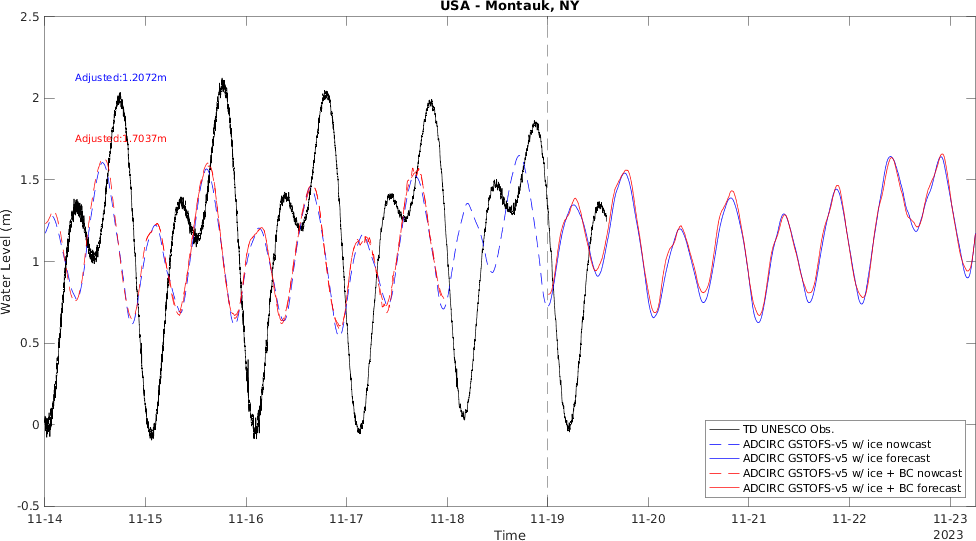 USA - Montauk, NY
2.5
2
1.5
1
0.5
0
-0.5
Water Level (m)
Adjusted:1.2072m
Adjusted:1.7037m
TD UNESCO Obs.
ADCIRC GSTOFS-v5 w/ ice nowcast
ADCIRC GSTOFS-v5 w/ ice forecast
ADCIRC GSTOFS-v5 w/ ice + BC nowcast
ADCIRC GSTOFS-v5 w/ ice + BC forecast
11-14 11-15 11-16 11-17 11-18 11-19 11-20 11-21 11-22 11-23
Time
2023